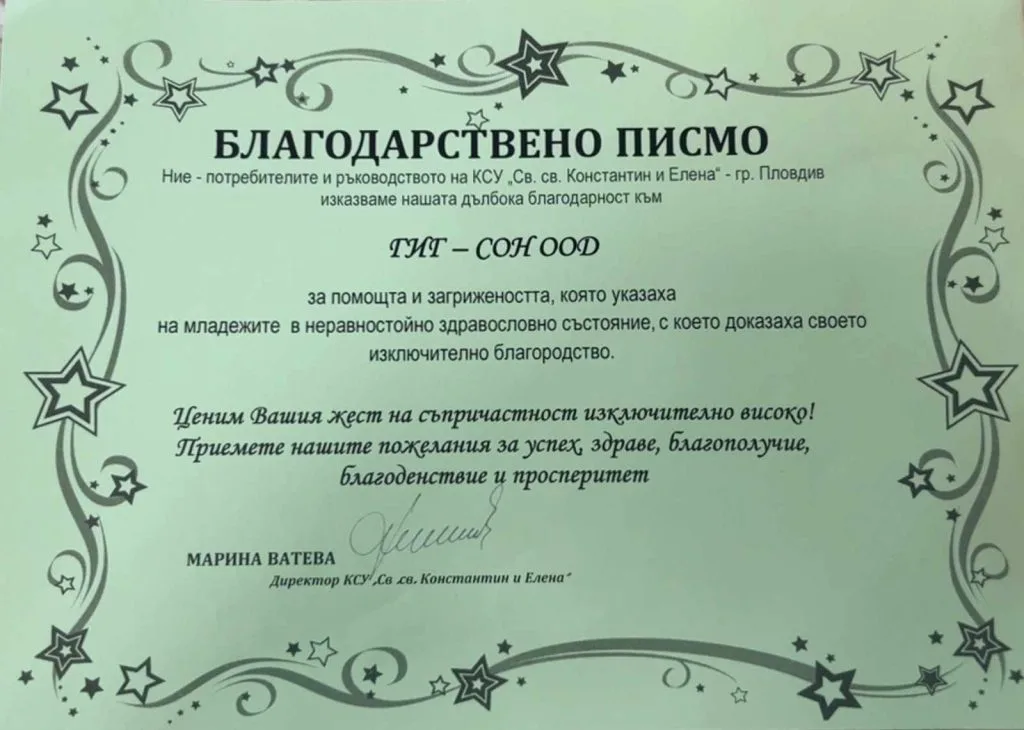 БЛАГОДАРСТВЕНО ПИСМО
Ние - потребителите и ръководството на КСУ „Св. св. Константин и Елена“ - гр. Пловдив
изказваме нашата дълбока благодарност към
ГИГ – СОН ООД
за помощта и загрижеността, която указаха
на младежите в неравностойно здравословно състояние, с което доказаха своето
изключително благородство.
Ценим Вашия жест на съпричастност изключително високо!
Приемете нашите пожелания за успех, здраве, благополучие,
благоденствие и просперитет
МАРИНА ВАТЕВА
Директор КСУ „Св .св. Константин и Елена“